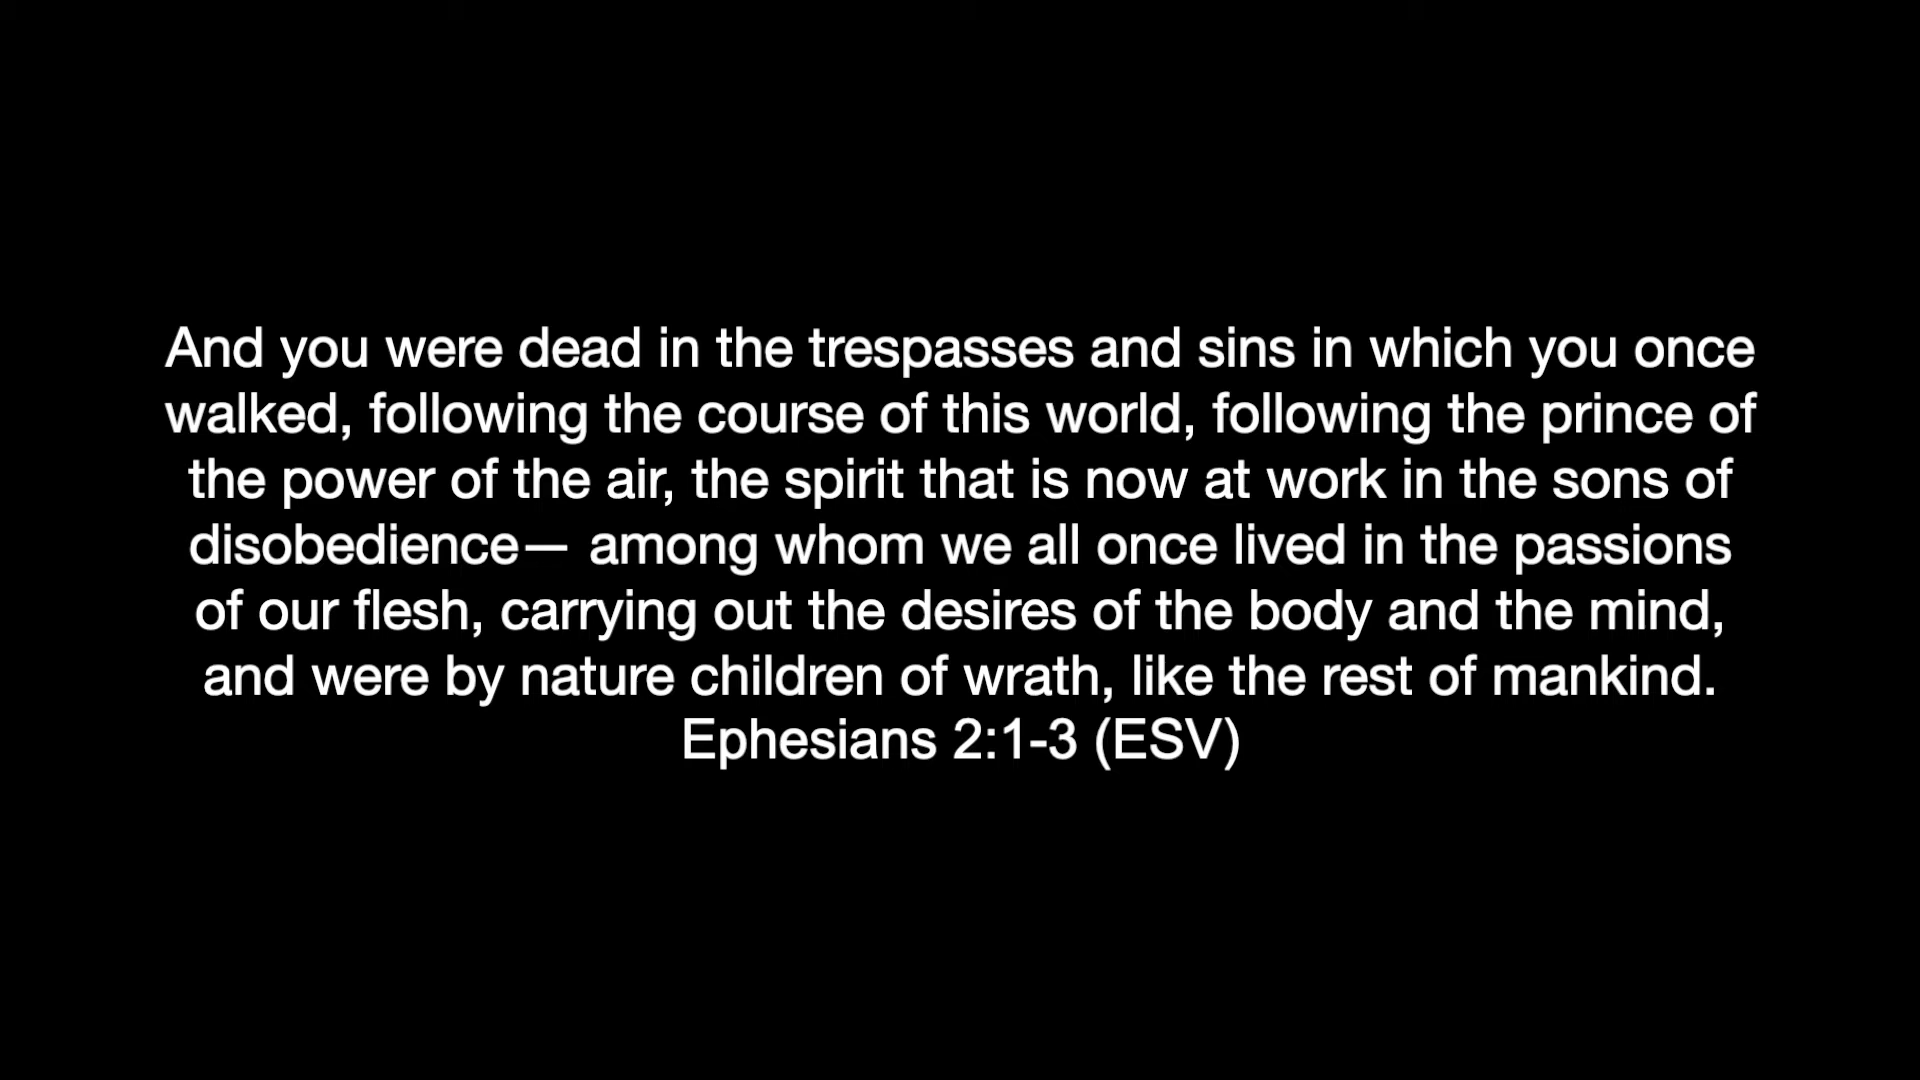 And you were dead in the trespasses and sins in which you once
walked, following the course of this world, following the prince of
the power of the air, the spirit that is now at work in the sons of
disobedience— among whom we all once lived in the passions
of our flesh, carrying out the desires of the body and the mind,
and were by nature children of wrath, like the rest of mankind.
Ephesians 2:1-3 (ESV)